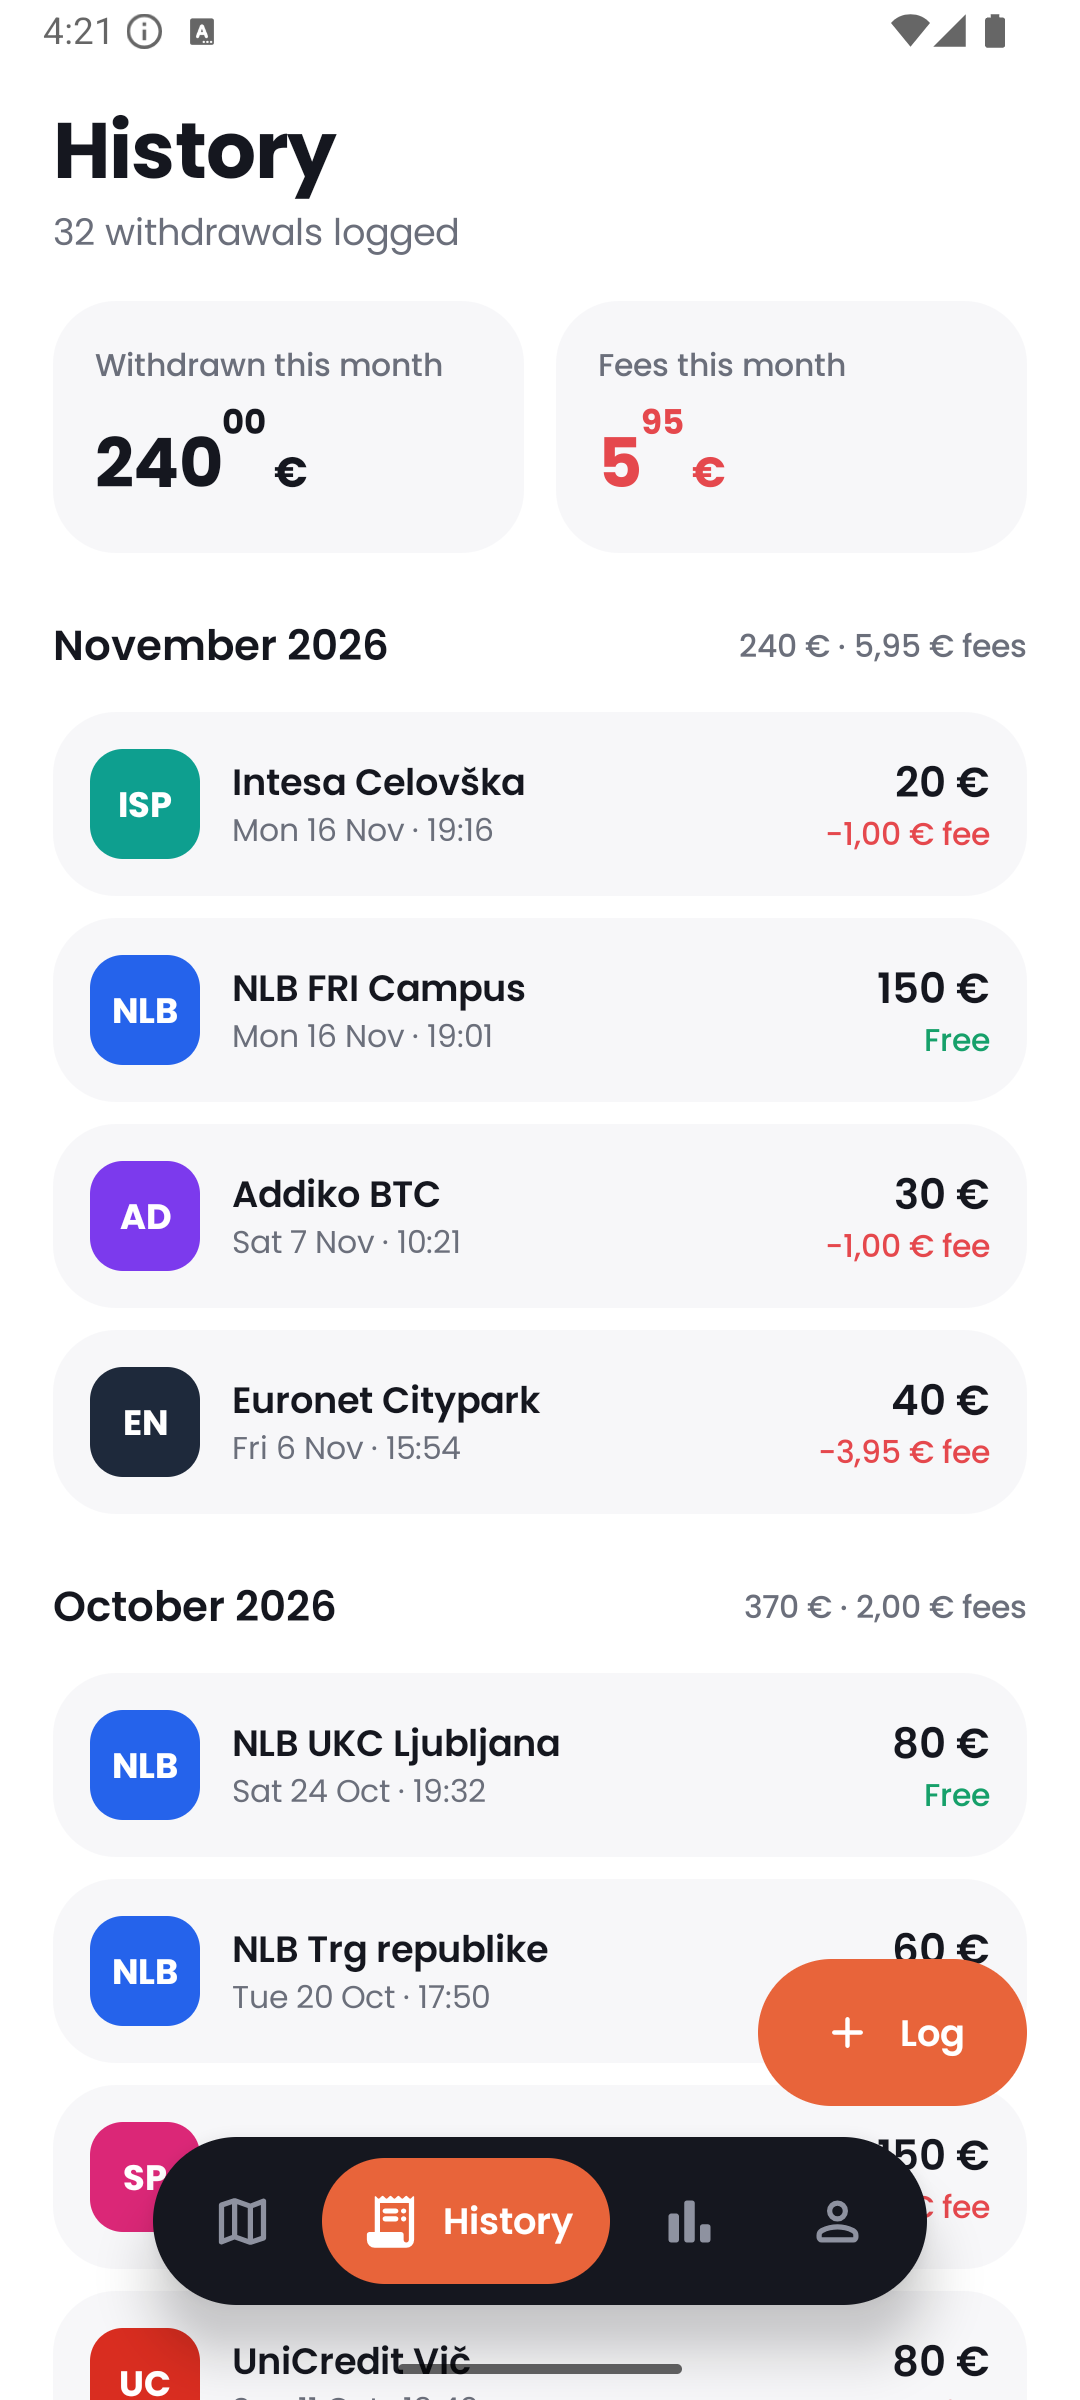 4:21
History
32 withdrawals logged
Withdrawn this month
240 00 €
Fees this month
5 95 €
November 2026
240 € · 5,95 € fees
ISP
Intesa Celovška
Mon 16 Nov · 19:16
20 €
-1,00 € fee
NLB
NLB FRI Campus
Mon 16 Nov · 19:01
150 €
Free
AD
Addiko BTC
Sat 7 Nov · 10:21
30 €
-1,00 € fee
EN
Euronet Citypark
Fri 6 Nov · 15:54
40 €
-3,95 € fee
October 2026
370 € · 2,00 € fees
NLB
NLB UKC Ljubljana
Sat 24 Oct · 19:32
80 €
Free
NLB
NLB Trg republike
Tue 20 Oct · 17:50
60 €
Log
SP
150 €
€ fee
History
UC
UniCredit Vič
80 €